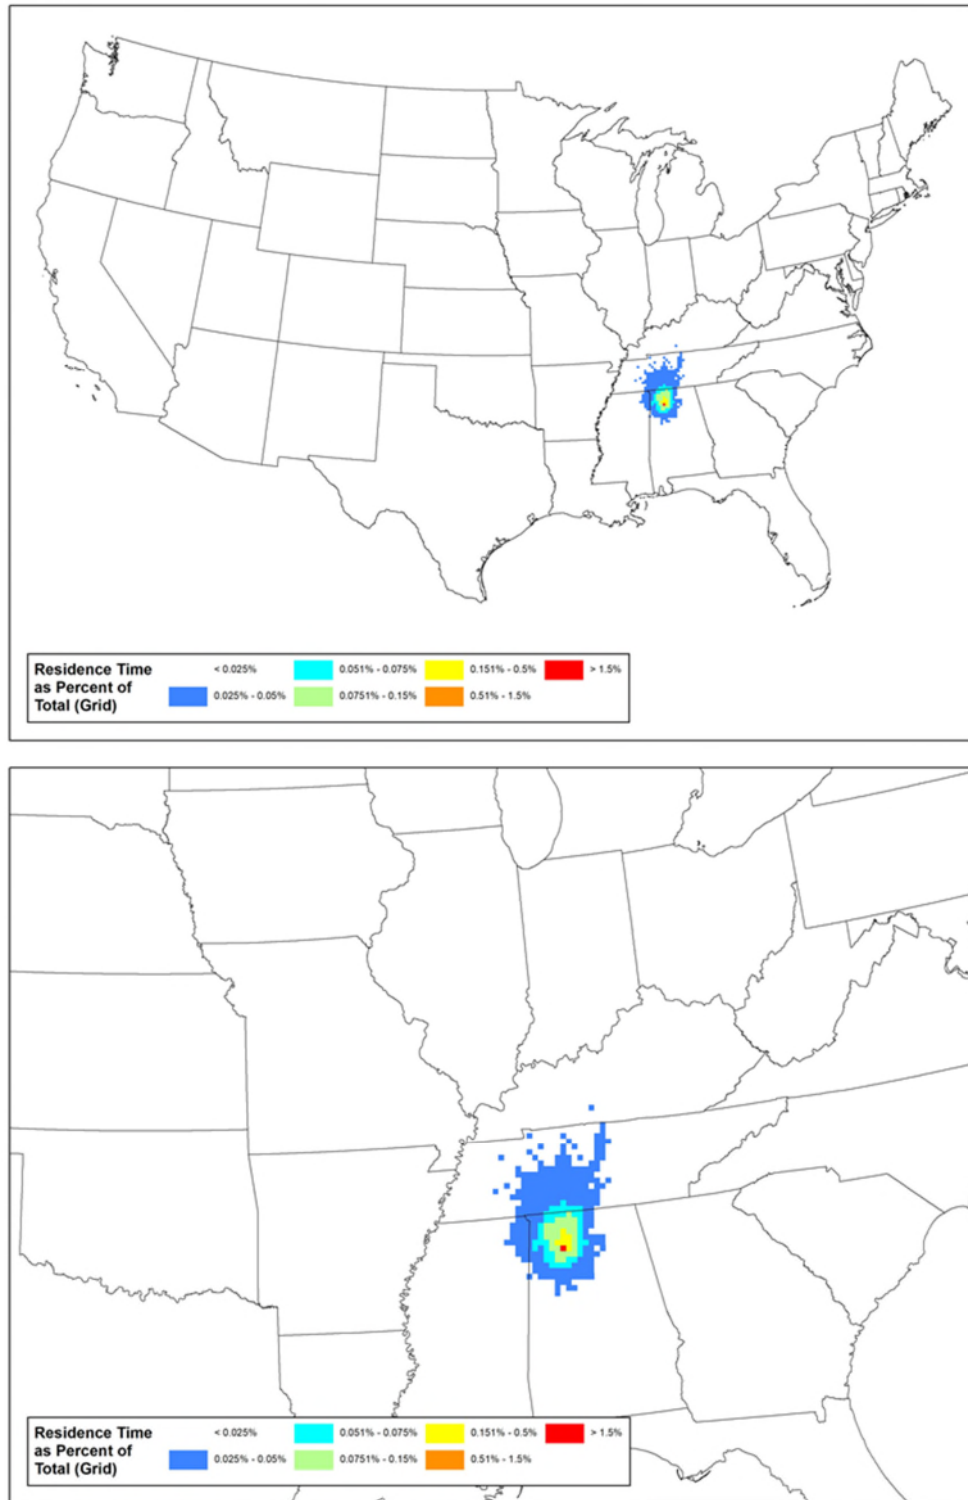 Residence Time
as Percent of
Total (Grid)
< 0.025%
0.051% - 0.075%
0.151% - 0.5%
> 1.5%
0.025% - 0.05%
0.0751% - 0.15%
0.51% - 1.5%
Residence Time
as Percent of
Total (Grid)
< 0.025%
0.051% - 0.075%
0.151% - 0.5%
> 1.5%
0.025% - 0.05%
0.0751% - 0.15%
0.51% - 1.5%